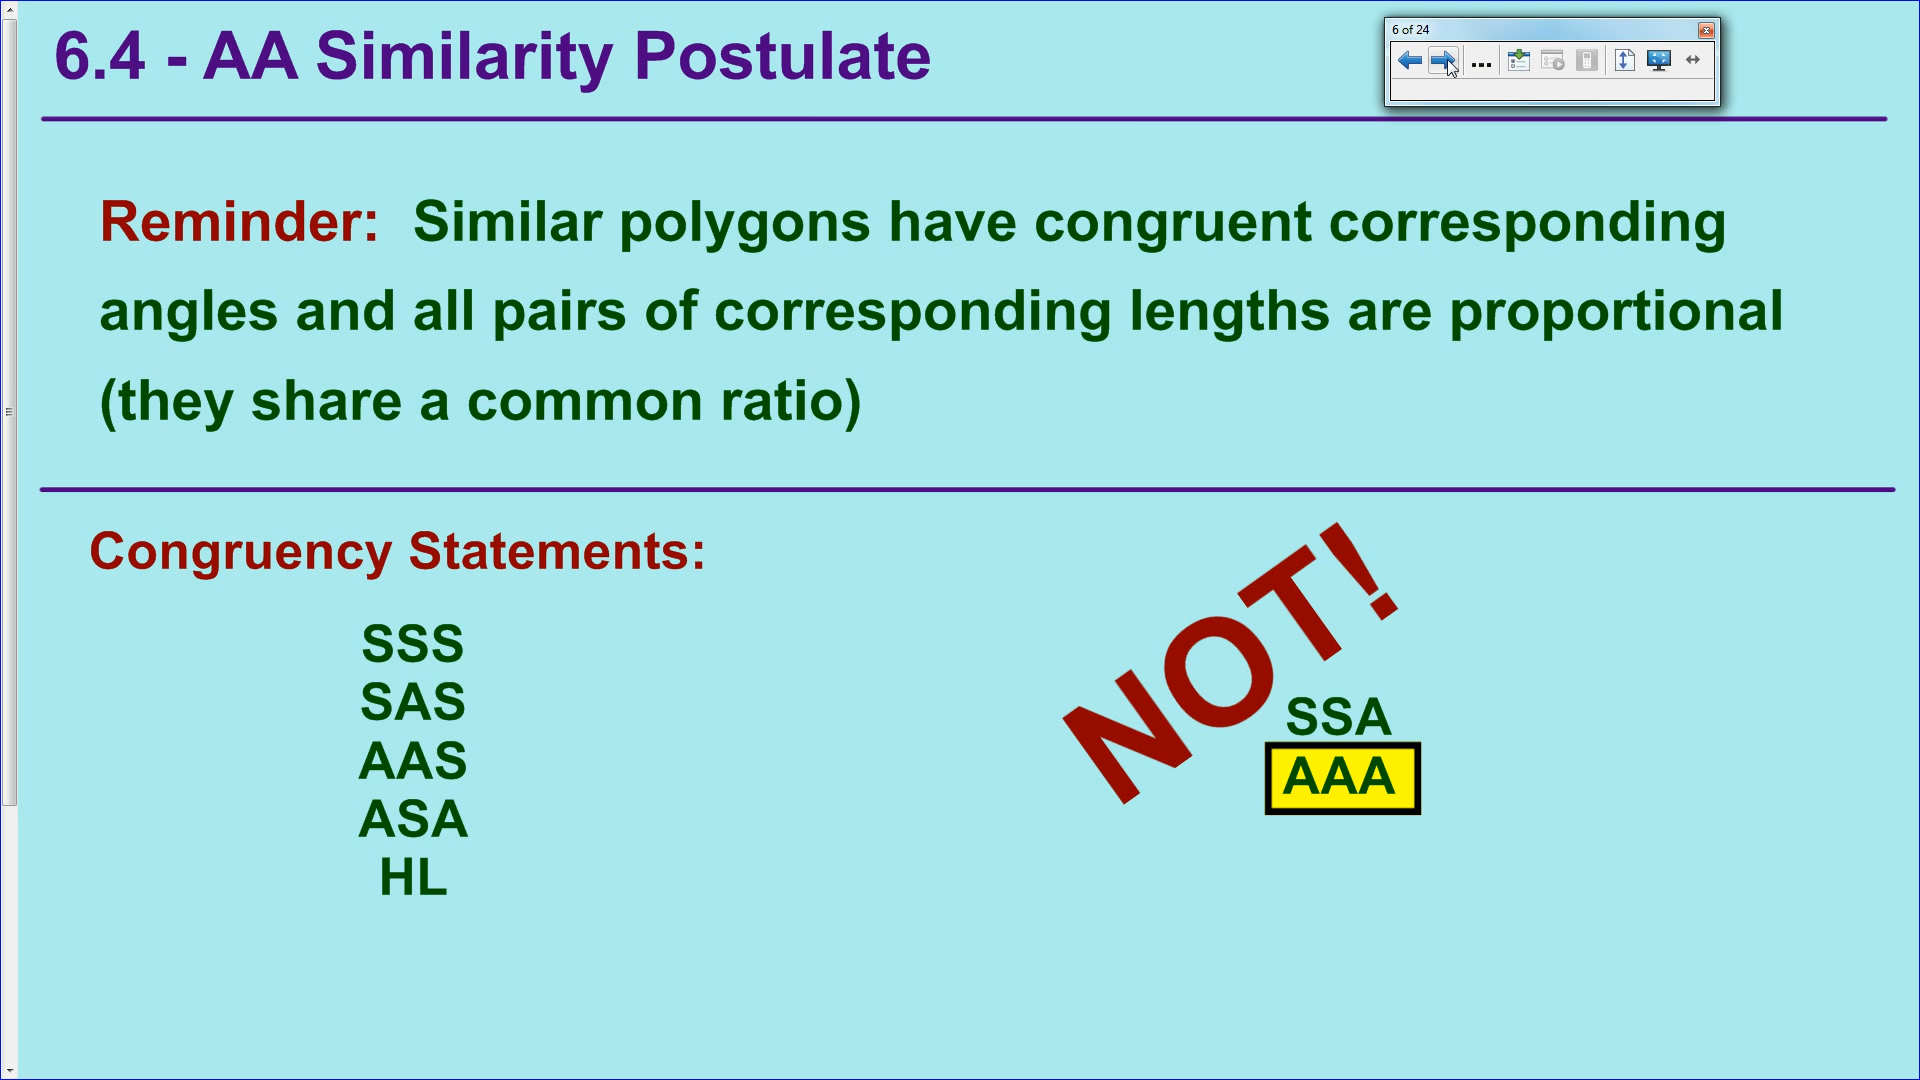 6.4 - AA Similarity Postulate
6 of 24
Reminder: Similar polygons have congruent corresponding
angles and all pairs of corresponding lengths are proportional
(they share a common ratio)
Congruency Statements:
SSS
SAS
AAS
ASA
HL
NOT!
SSA
AAA